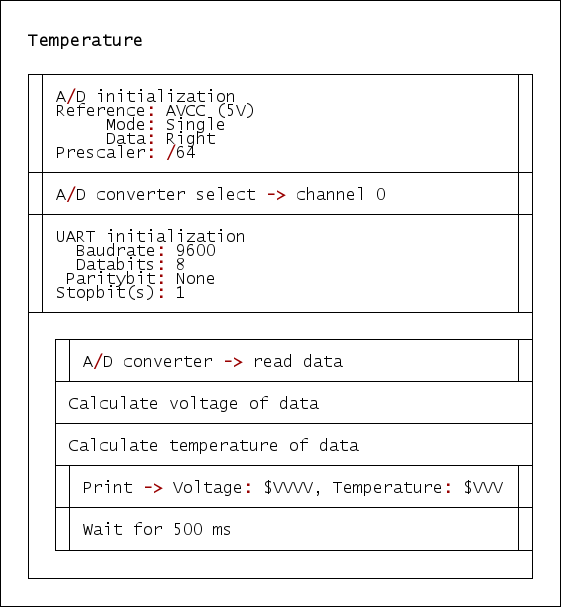 Temperature
A/D initialization
Reference: AVCC (5V)
Mode: Single
Data: Right
Prescaler: /64
A/D converter select -> channel 0
UART initialization
Baudrate: 9600
Databits: 8
Paritybit: None
Stopbit(s): 1
A/D converter -> read data
Calculate voltage of data
Calculate temperature of data
Print -> Voltage: $VVVV, Temperature: $VVV
Wait for 500 ms